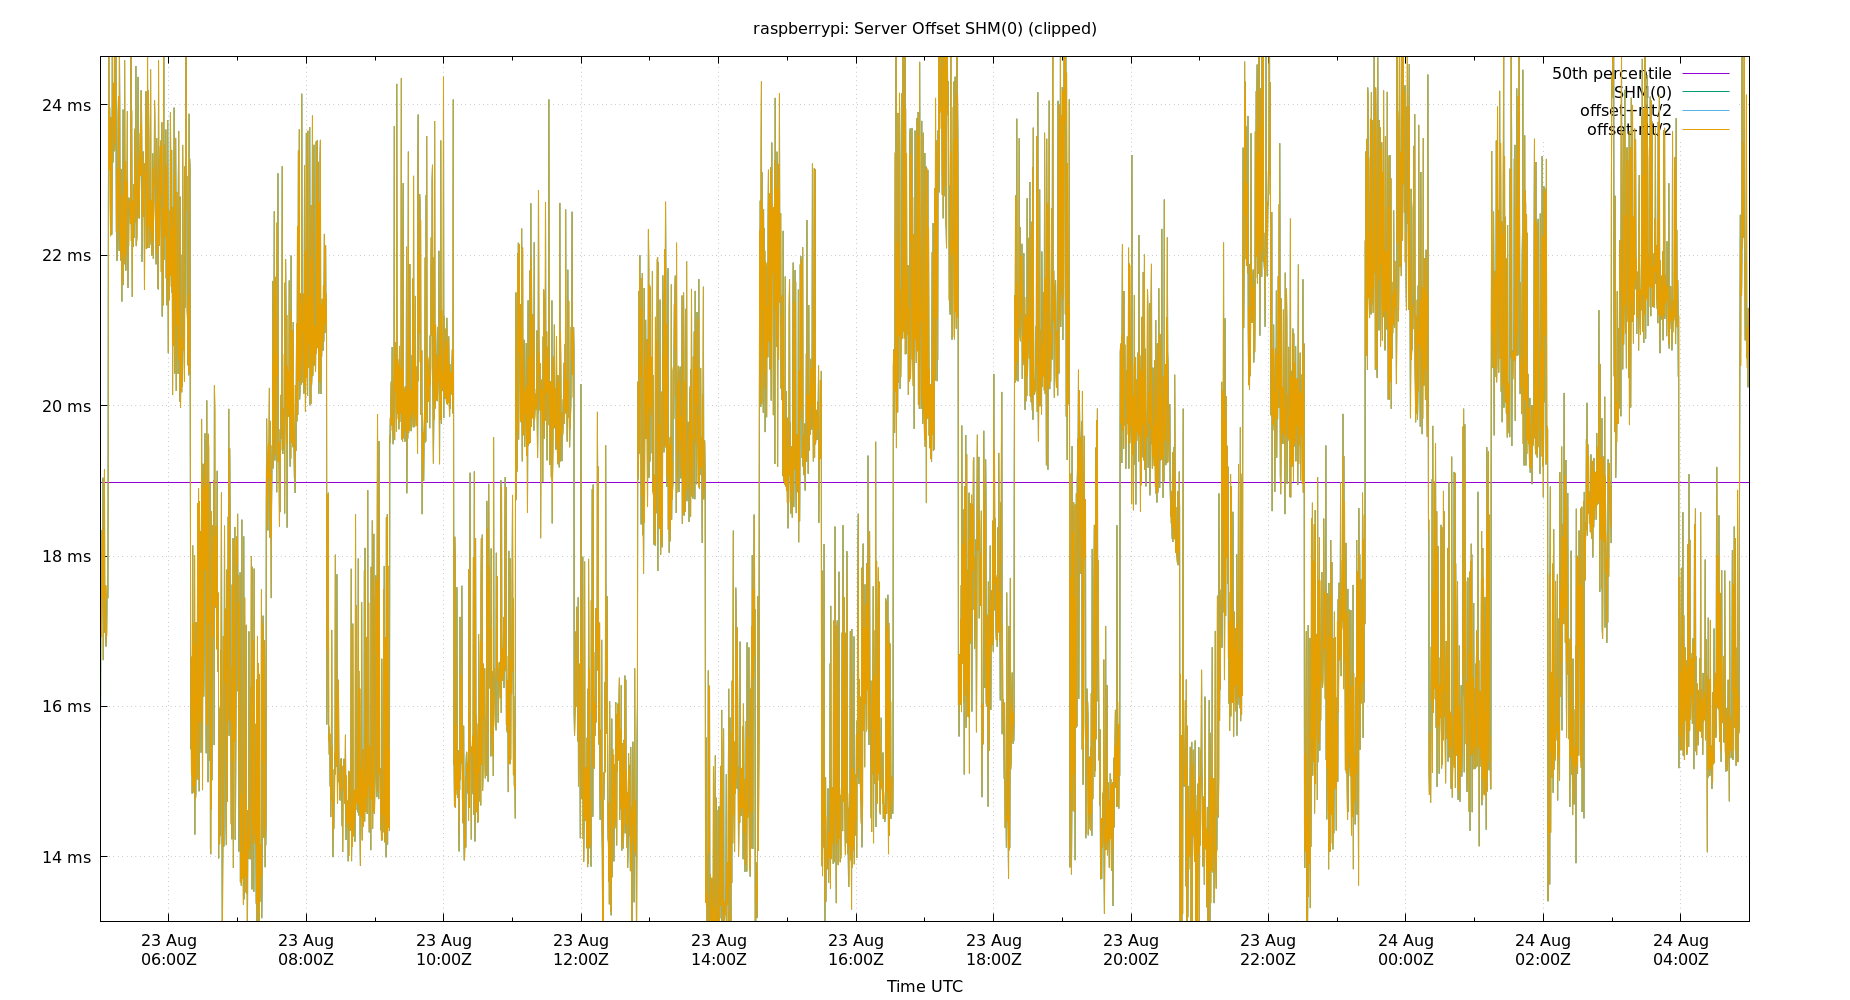 raspberrypi: Server Offset SHM(0) (clipped)
50th percentile
SHM(0)
offset+rtt/2
offset-rtt/2
24 ms
22 ms
20 ms
18 ms
16 ms
14 ms
23 Aug 23 Aug 23 Aug 23 Aug 23 Aug 23 Aug 23 Aug 23 Aug 23 Aug 24 Aug 24 Aug 24 Aug
06:00Z 08:00Z 10:00Z 12:00Z 14:00Z 16:00Z 18:00Z 20:00Z 22:00Z 00:00Z 02:00Z 04:00Z
Time UTC